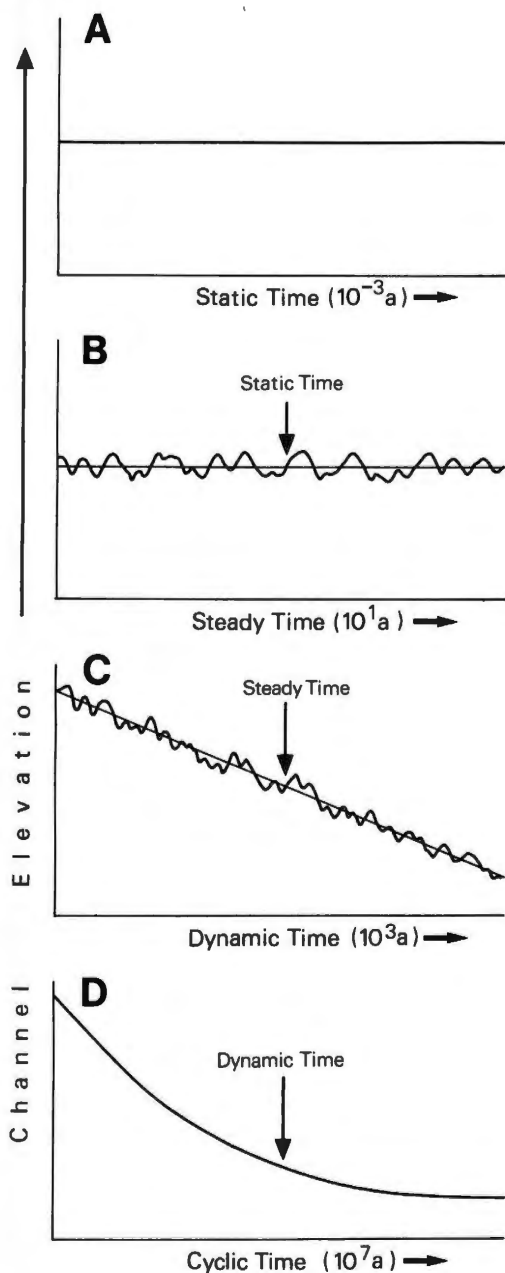 A
Static Time (10⁻³a)
B
Static Time
Steady Time (10¹a)
C
Steady Time
Dynamic Time (10³a)
D
Dynamic Time
Cyclic Time (10⁷a)
Channel Elevation